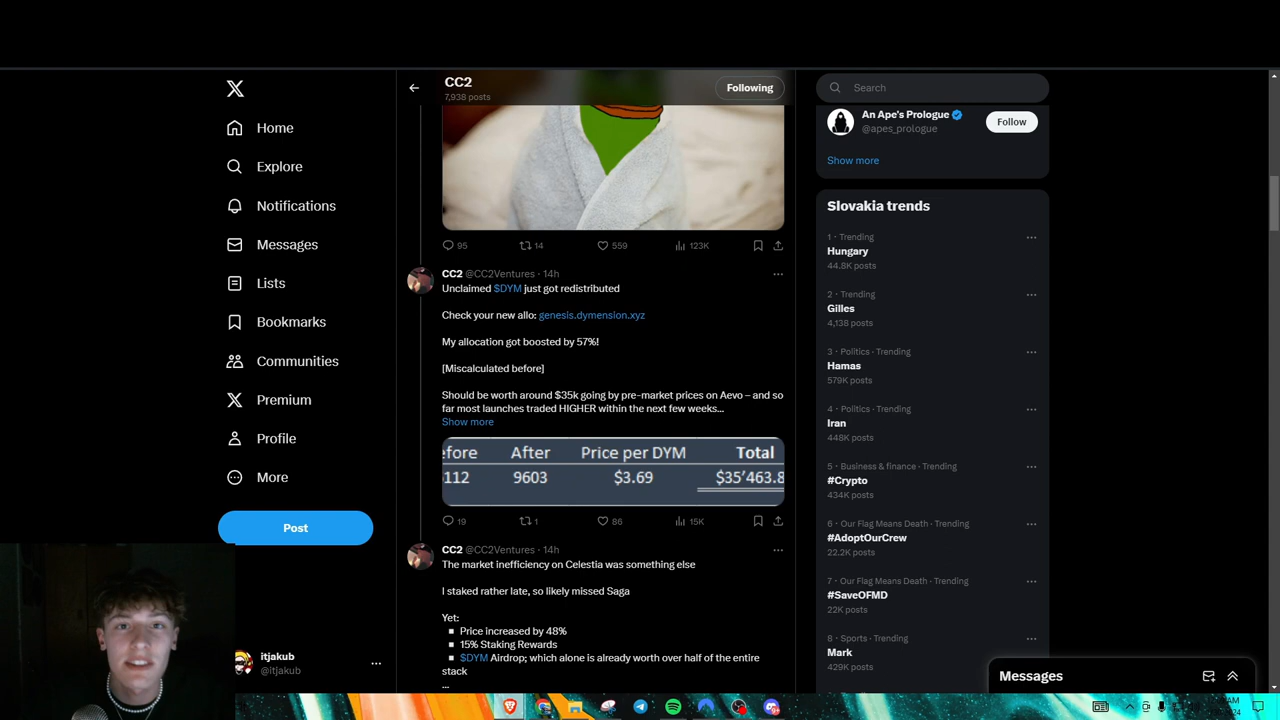 CC2
7,938 posts
Following
Home
Explore
Notifications
Messages
Lists
Bookmarks
Communities
Premium
Profile
More
Post
itjakub
@itjakub
95
14
559
123K
CC2 @CC2Ventures · 14h
Unclaimed $DYM just got redistributed
Check your new allo: genesis.dymension.xyz
My allocation got boosted by 57%!
[Miscalculated before]
Should be worth around $35k going by pre-market prices on Aevo – and so
far most launches traded HIGHER within the next few weeks...
Show more
efore After Price per DYM Total
112 9603 $3.69 $35'463.8
19
1
86
15K
CC2 @CC2Ventures · 14h
The market inefficiency on Celestia was something else
I staked rather late, so likely missed Saga
Yet:
▪ Price increased by 48%
▪ 15% Staking Rewards
▪ $DYM Airdrop; which alone is already worth over half of the entire
stack
...
Search
An Ape's Prologue
@apes_prologue
Follow
Show more
Slovakia trends
1 · Trending
Hungary
44.8K posts
2 · Trending
Gilles
4,138 posts
3 · Politics · Trending
Hamas
579K posts
4 · Politics · Trending
Iran
448K posts
5 · Business & finance · Trending
#Crypto
434K posts
6 · Our Flag Means Death · Trending
#AdoptOurCrew
22.2K posts
7 · Our Flag Means Death · Trending
#SaveOFMD
22K posts
8 · Sports · Trending
Mark
429K posts
Messages